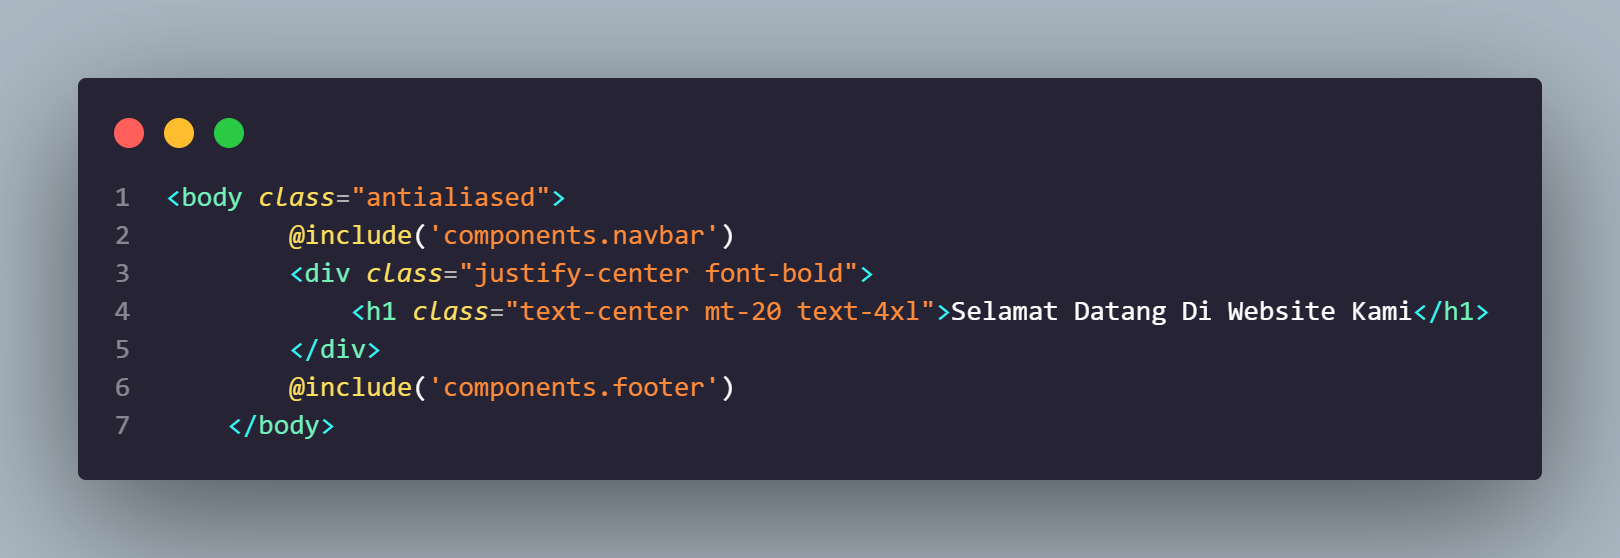 1 <body class="antialiased">
2 @include('components.navbar')
3 <div class="justify-center font-bold">
4 <h1 class="text-center mt-20 text-4xl">Selamat Datang Di Website Kami</h1>
5 </div>
6 @include('components.footer')
7 </body>